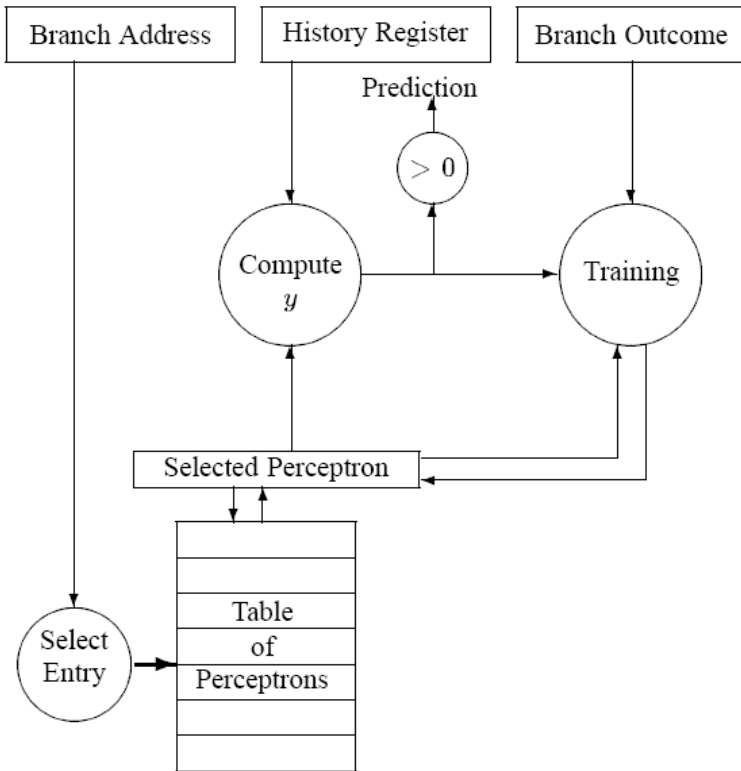 Branch Address
History Register
Branch Outcome
Prediction
> 0
Compute
y
Training
Selected Perceptron
Table
of
Perceptrons
Select
Entry